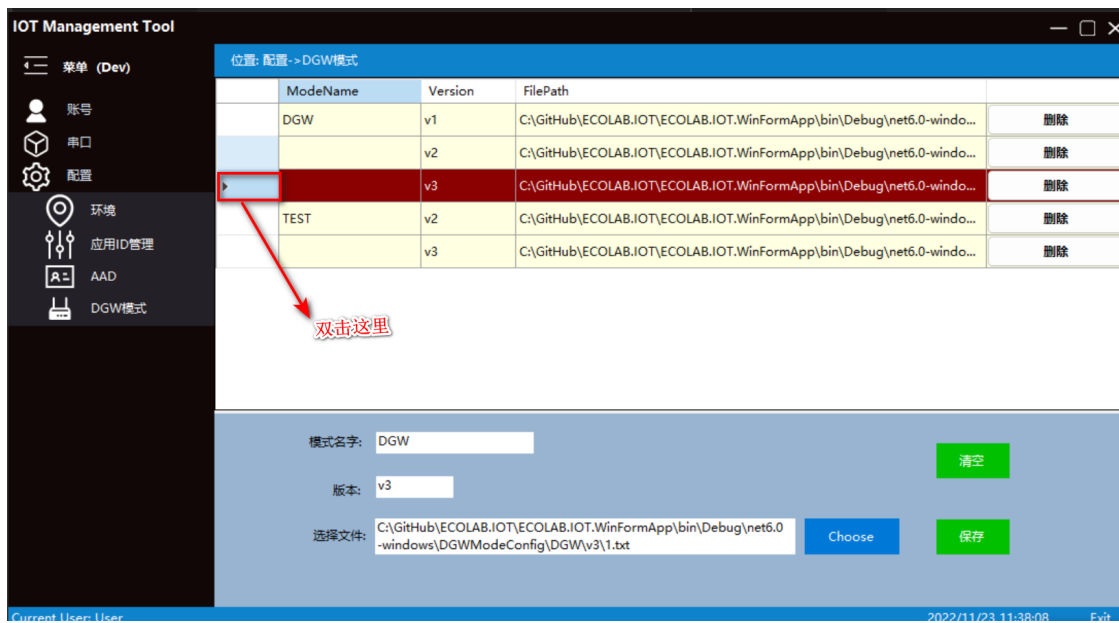 IOT Management Tool
菜单 (Dev)
账号
串口
配置
环境
应用ID管理
AAD
DGW模式
位置: 配置->DGW模式
ModeName Version FilePath
DGW v1 C:\GitHub\ECOLAB.IOT\ECOLAB.IOT.WinFormApp\bin\Debug\net6.0-windo... 删除
v2 C:\GitHub\ECOLAB.IOT\ECOLAB.IOT.WinFormApp\bin\Debug\net6.0-windo... 删除
v3 C:\GitHub\ECOLAB.IOT\ECOLAB.IOT.WinFormApp\bin\Debug\net6.0-windo... 删除
TEST v2 C:\GitHub\ECOLAB.IOT\ECOLAB.IOT.WinFormApp\bin\Debug\net6.0-windo... 删除
v3 C:\GitHub\ECOLAB.IOT\ECOLAB.IOT.WinFormApp\bin\Debug\net6.0-windo... 删除
双击这里
模式名字: DGW
清空
版本: v3
选择文件: C:\GitHub\ECOLAB.IOT\ECOLAB.IOT.WinFormApp\bin\Debug\net6.0
-windows\DGWModeConfig\DGW\v3\1.txt
Choose
保存
Current User: User 2022/11/23 11:38:08 Exit